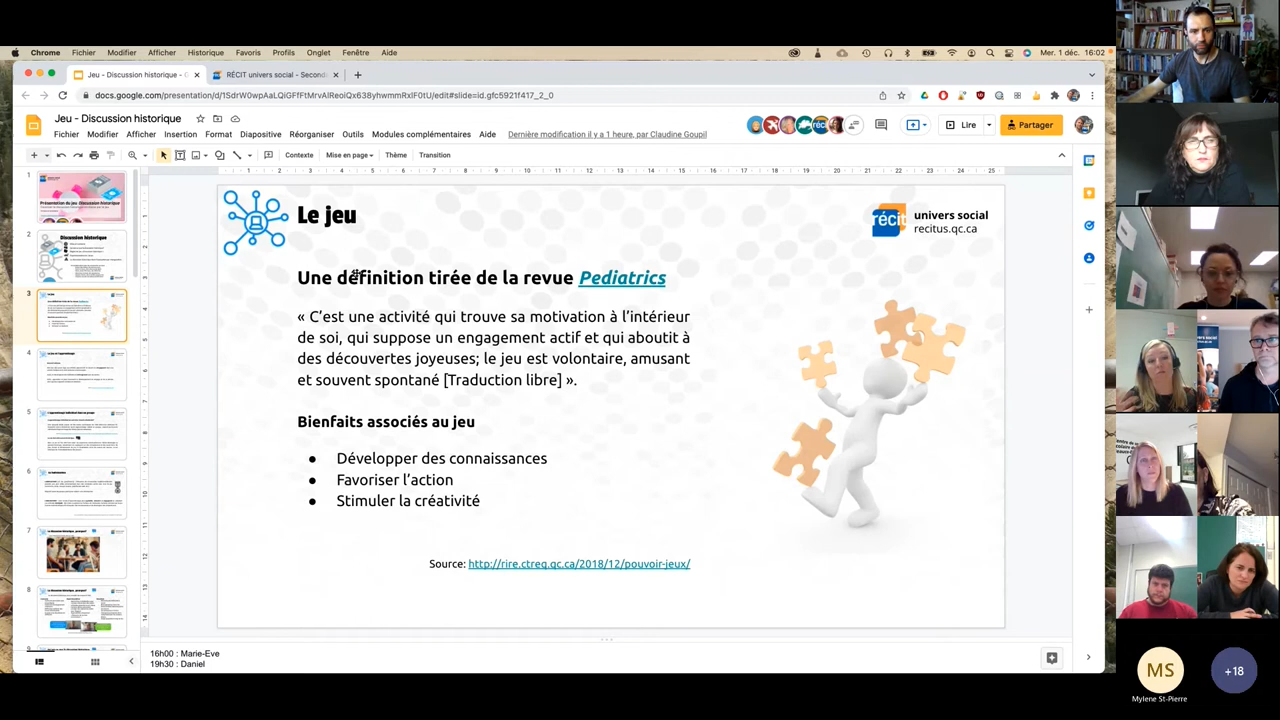 Chrome Fichier Modifier Afficher Historique Favoris Profils Onglet Fenêtre Aide Mer. 1 déc. 16:02
Jeu - Discussion historique - G
RÉCIT univers social - Second
docs.google.com/presentation/d/1SdrW0wpAaLQiGFfFtMrvAlReoiQx638yhwmmRxlF0tU/edit#slide=id.gfc5921f417_2_0
Jeu - Discussion historique
Lire
Partager
Fichier Modifier Afficher Insertion Format Diapositive Réorganiser Outils Modules complémentaires Aide Dernière modification il y a 1 heure, par Claudine Goupil
Contexte Mise en page Thème Transition
Le jeu
récit
univers social
recitus.qc.ca
Une définition tirée de la revue Pediatrics
« C’est une activité qui trouve sa motivation à l’intérieur
de soi, qui suppose un engagement actif et qui aboutit à
des découvertes joyeuses; le jeu est volontaire, amusant
et souvent spontané [Traduction libre] ».
Bienfaits associés au jeu
● Développer des connaissances
● Favoriser l’action
● Stimuler la créativité
Source: http://rire.ctreq.qc.ca/2018/12/pouvoir-jeux/
16h00 : Marie-Eve
19h30 : Daniel
MS
Mylene St-Pierre
+18